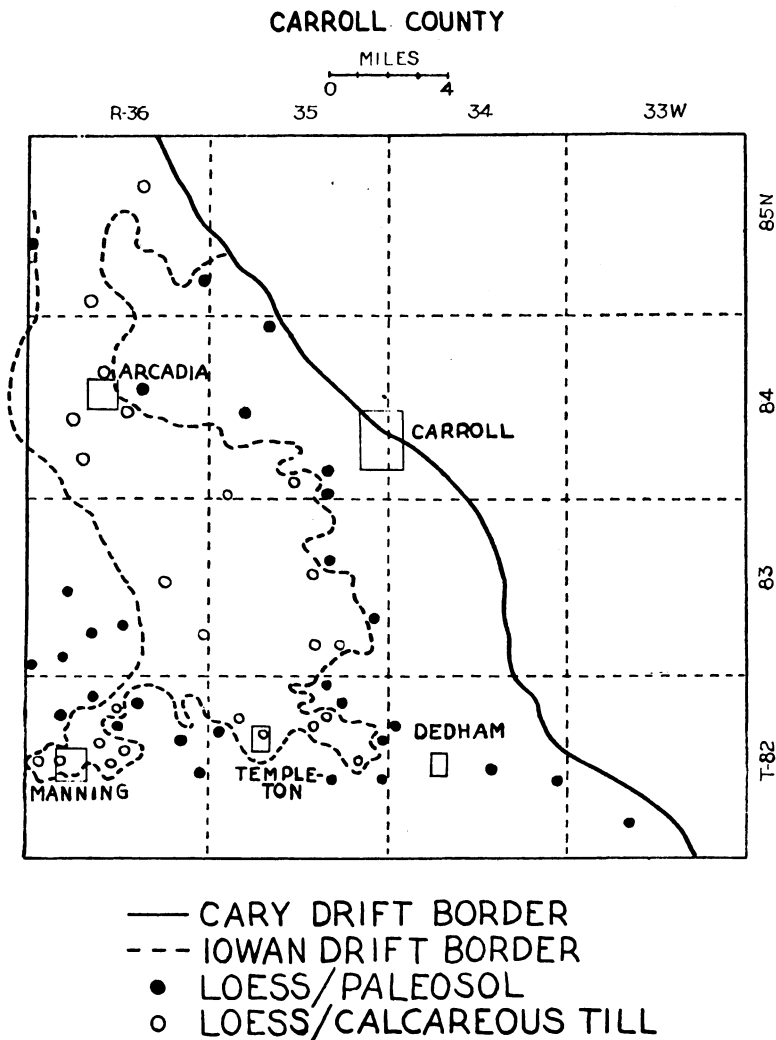 CARROLL COUNTY
MILES
0 4
R-36 35 34 33W
85N
ARCADIA
84
CARROLL
83
DEDHAM
T-82
TEMPLE-
TON
MANNING
CARY DRIFT BORDER
IOWAN DRIFT BORDER
LOESS/PALEOSOL
LOESS/CALCAREOUS TILL